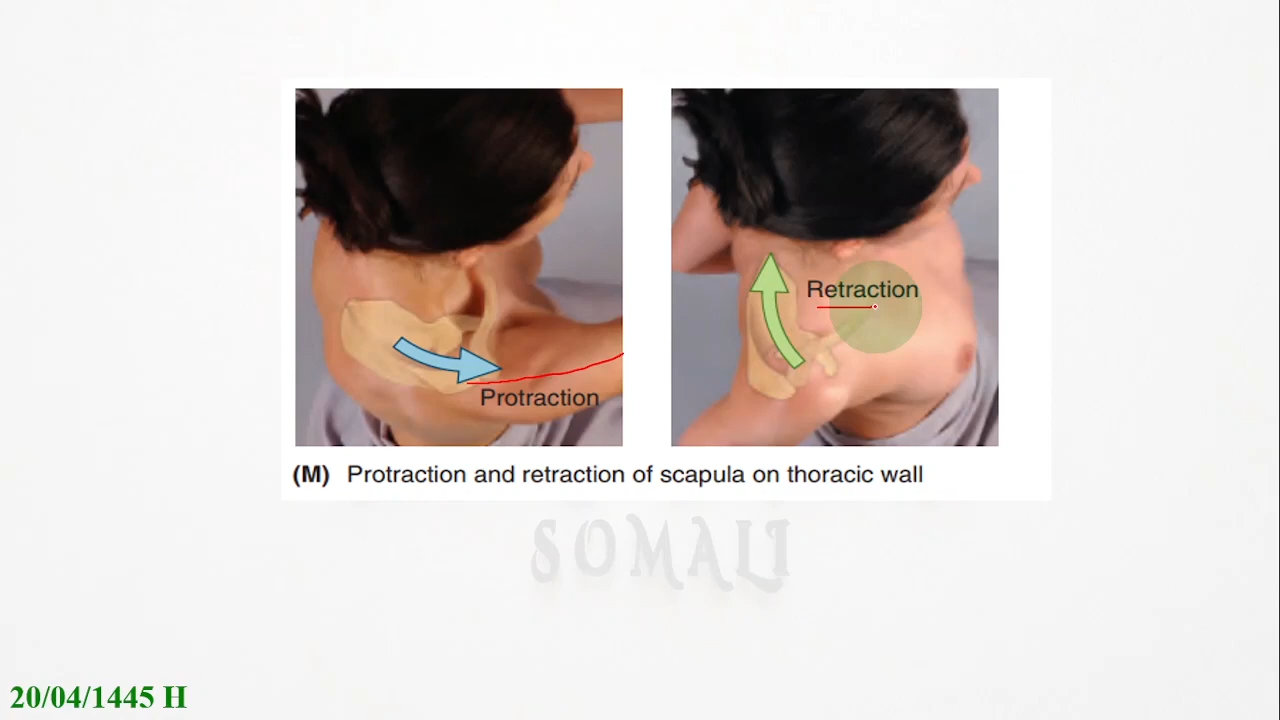 Retraction
Protraction
(M) Protraction and retraction of scapula on thoracic wall
SOMALI
20/04/1445 H